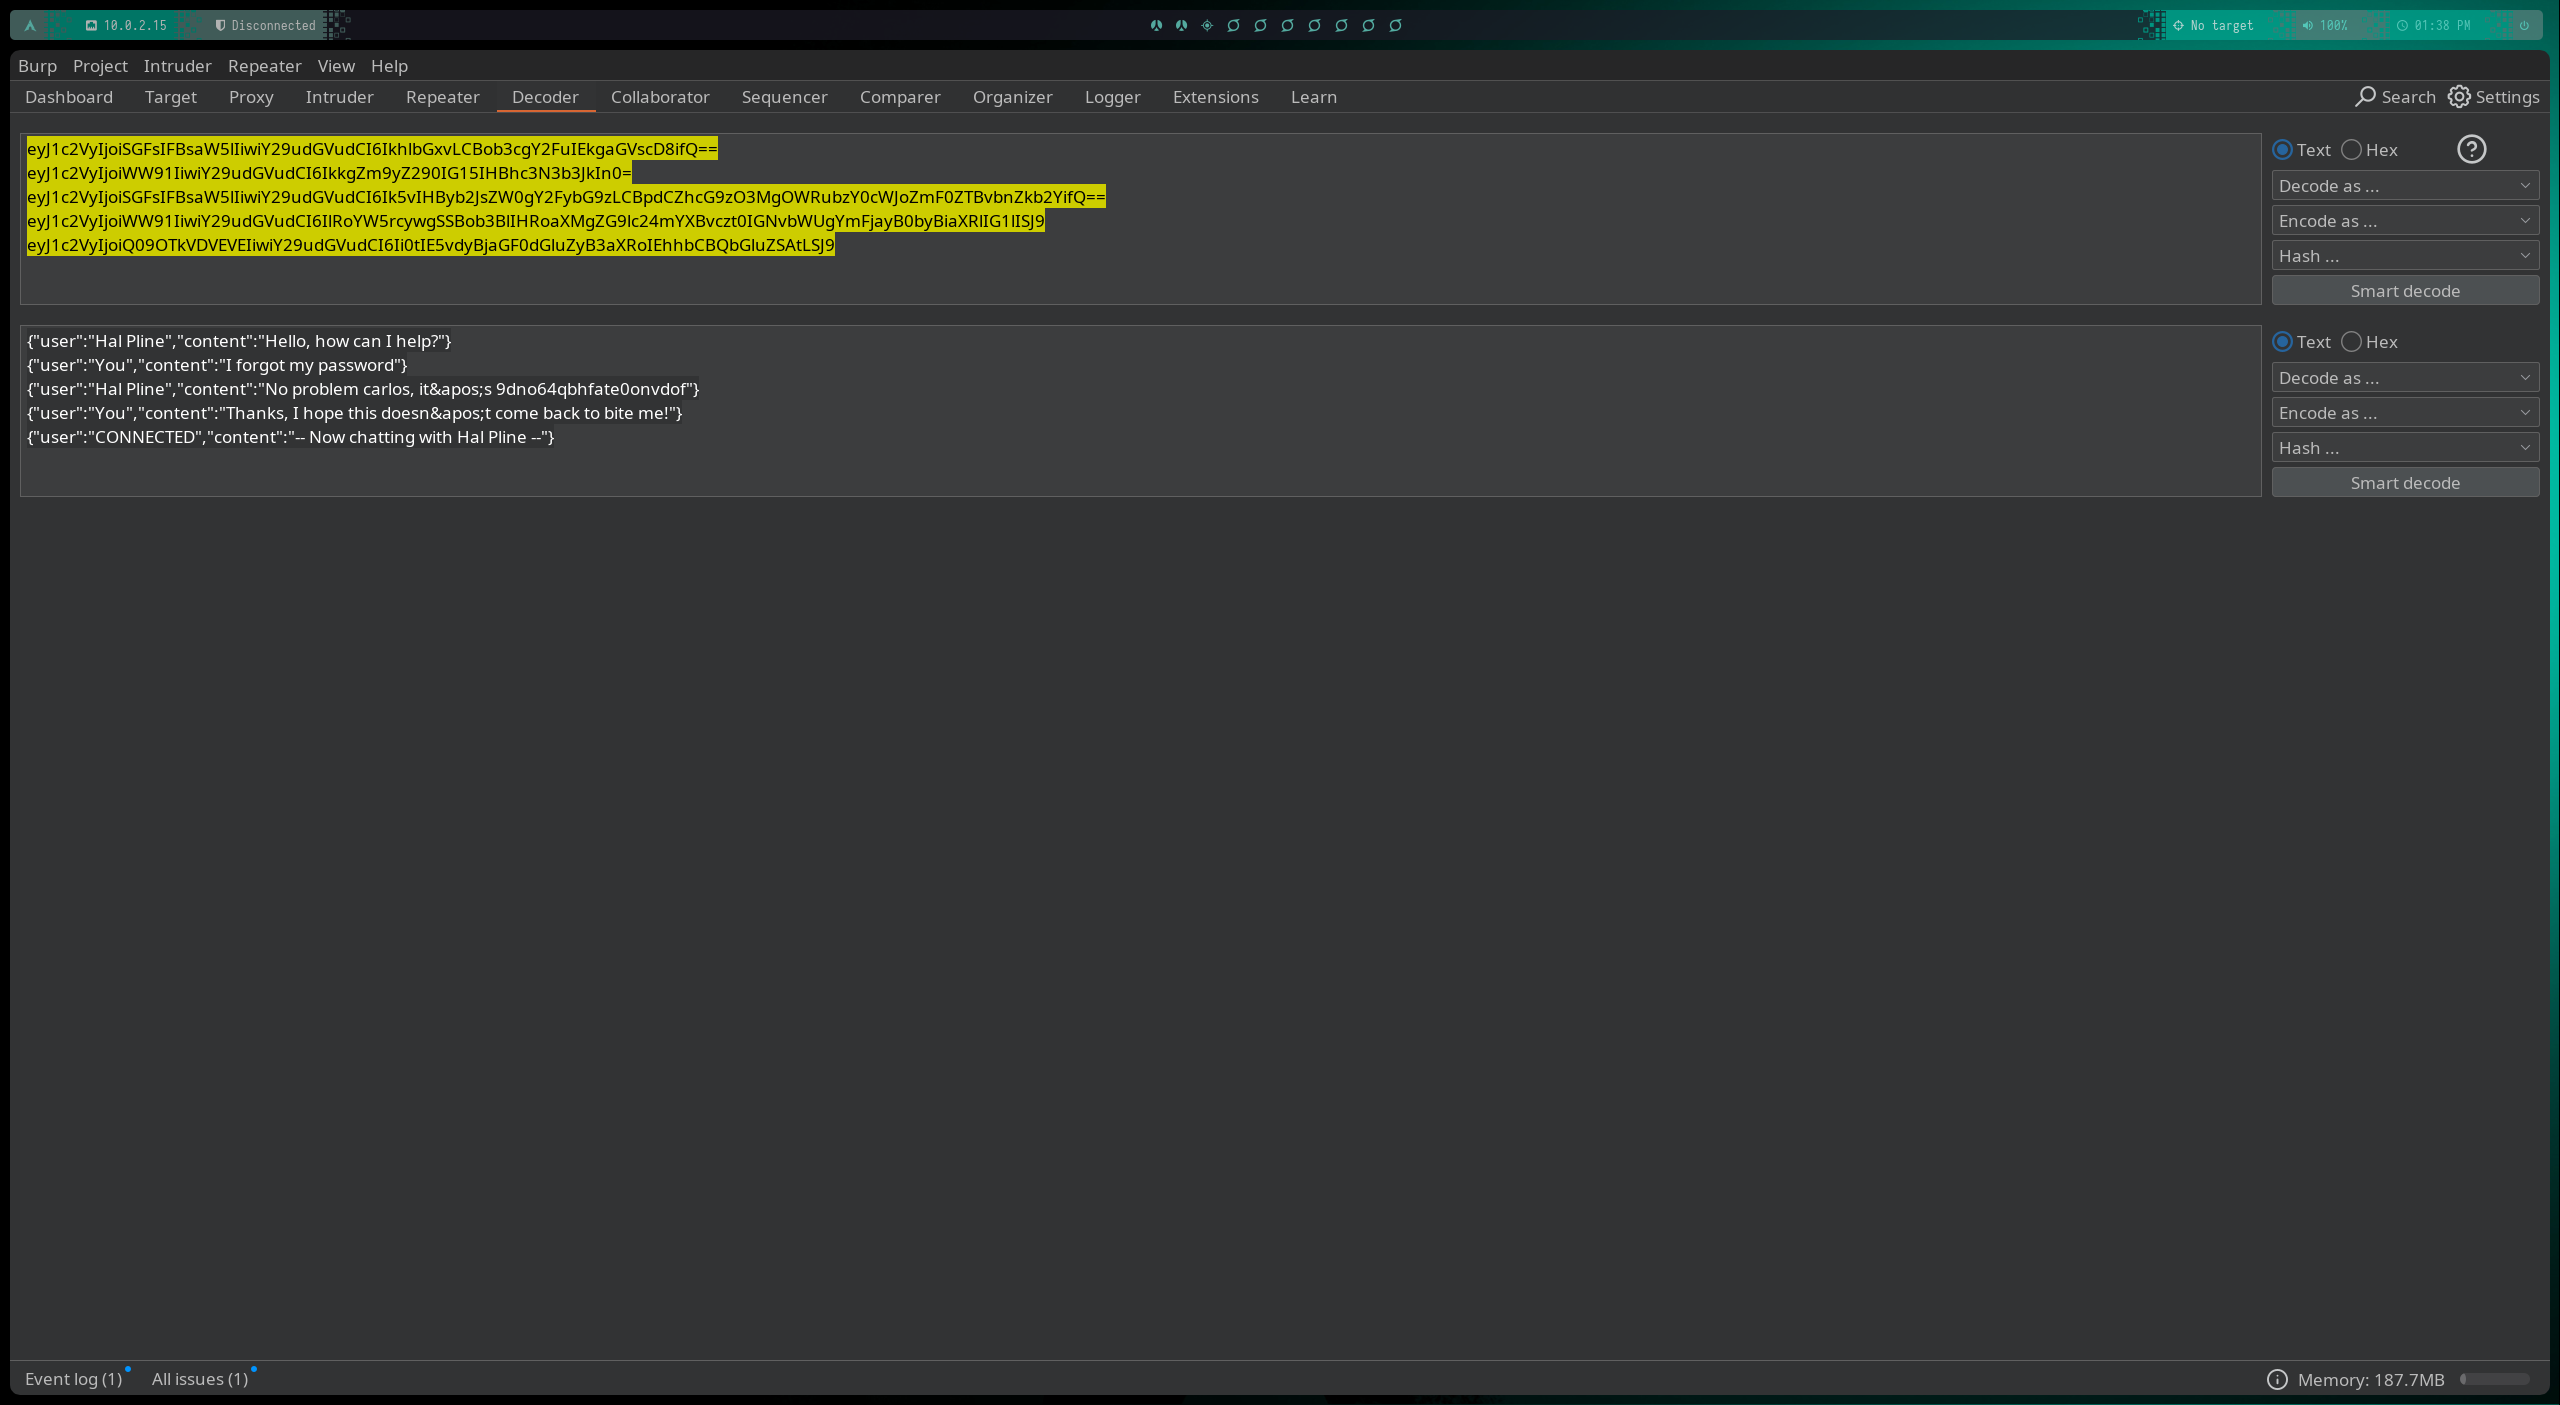 10.0.2.15 Disconnected No target 100% 01:38 PM
Burp Project Intruder Repeater View Help
Dashboard Target Proxy Intruder Repeater Decoder Collaborator Sequencer Comparer Organizer Logger Extensions Learn Search Settings
eyJ1c2VyIjoiSGFsIFBsaW5lIiwiY29udGVudCI6IkhlbGxvLCBob3cgY2FuIEkgaGVscD8ifQ==
Text Hex
eyJ1c2VyIjoiWW91IiwiY29udGVudCI6IkkgZm9yZ290IG15IHBhc3N3b3JkIn0=
Decode as ...
eyJ1c2VyIjoiSGFsIFBsaW5lIiwiY29udGVudCI6Ik5vIHByb2JsZW0gY2FybG9zLCBpdCZhcG9zO3MgOWRubzY0cWJoZmF0ZTBvbnZkb2YifQ==
eyJ1c2VyIjoiWW91IiwiY29udGVudCI6IlRoYW5rcywgSSBob3BlIHRoaXMgZG9lc24mYXBvczt0IGNvbWUgYmFjayB0byBiaXRlIG1lISJ9
Encode as ...
eyJ1c2VyIjoiQ09OTkVDVEVEIiwiY29udGVudCI6Ii0tIE5vdyBjaGF0dGluZyB3aXRoIEhhbCBQbGluZSAtLSJ9
Hash ...
Smart decode
{"user":"Hal Pline","content":"Hello, how can I help?"}
Text Hex
{"user":"You","content":"I forgot my password"}
Decode as ...
{"user":"Hal Pline","content":"No problem carlos, it&apos;s 9dno64qbhfate0onvdof"}
{"user":"You","content":"Thanks, I hope this doesn&apos;t come back to bite me!"}
Encode as ...
{"user":"CONNECTED","content":"-- Now chatting with Hal Pline --"}
Hash ...
Smart decode
Event log (1) All issues (1) Memory: 187.7MB